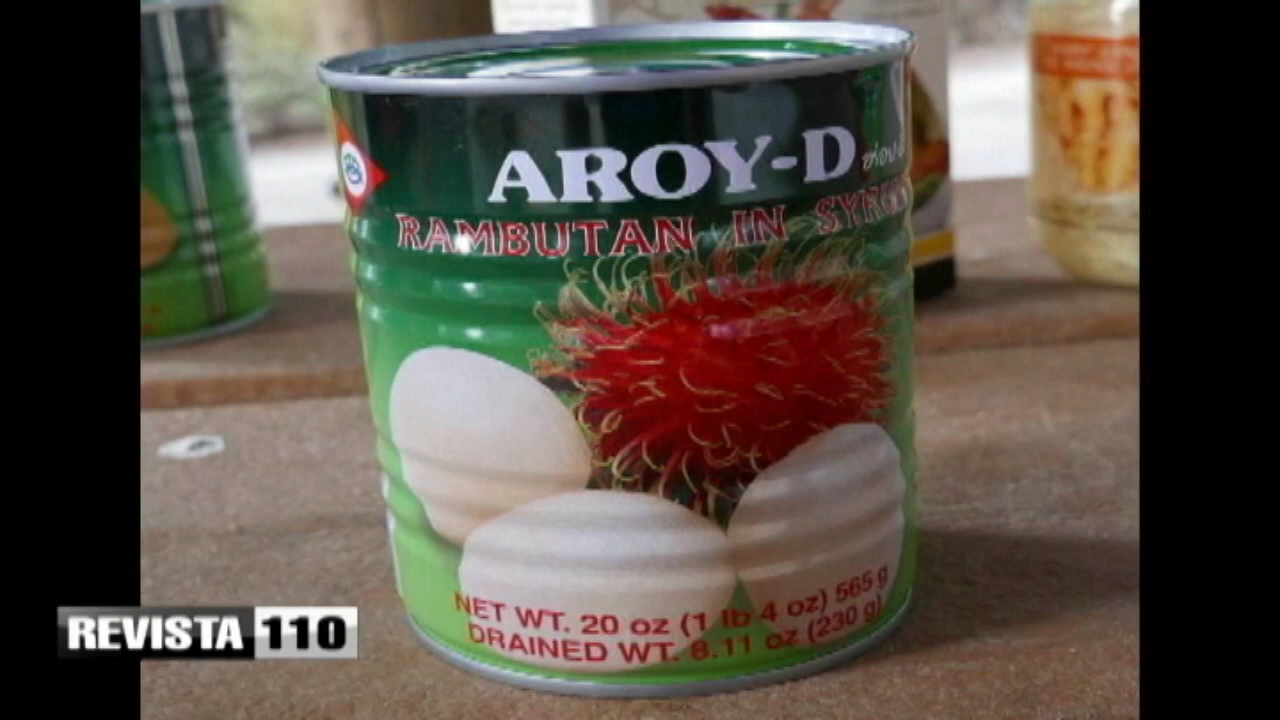 AROY-D
RAMBUTAN IN SYRUP
NET WT. 20 oz (1 lb 4 oz) 565 g
DRAINED WT. 8.11 oz (230 g)
REVISTA 110